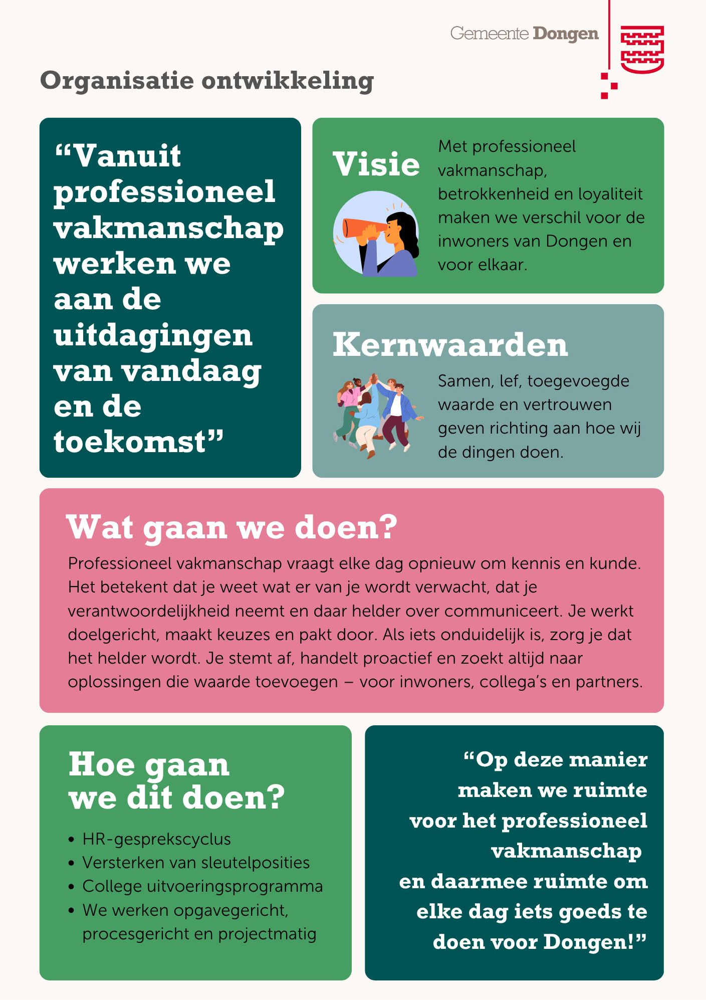 Gemeente Dongen
Organisatie ontwikkeling
“Vanuit
professioneel
vakmanschap
werken we
aan de
uitdagingen
van vandaag
en de
toekomst”
Visie
Met professioneel
vakmanschap,
betrokkenheid en loyaliteit
maken we verschil voor de
inwoners van Dongen en
voor elkaar.
Kernwaarden
Samen, lef, toegevoegde
waarde en vertrouwen
geven richting aan hoe wij
de dingen doen.
Wat gaan we doen?
Professioneel vakmanschap vraagt elke dag opnieuw om kennis en kunde.
Het betekent dat je weet wat er van je wordt verwacht, dat je
verantwoordelijkheid neemt en daar helder over communiceert. Je werkt
doelgericht, maakt keuzes en pakt door. Als iets onduidelijk is, zorg je dat
het helder wordt. Je stemt af, handelt proactief en zoekt altijd naar
oplossingen die waarde toevoegen – voor inwoners, collega’s en partners.
Hoe gaan
we dit doen?
• HR-gesprekscyclus
• Versterken van sleutelposities
• College uitvoeringsprogramma
• We werken opgavegericht,
procesgericht en projectmatig
“Op deze manier
maken we ruimte
voor het professioneel
vakmanschap
en daarmee ruimte om
elke dag iets goeds te
doen voor Dongen!”